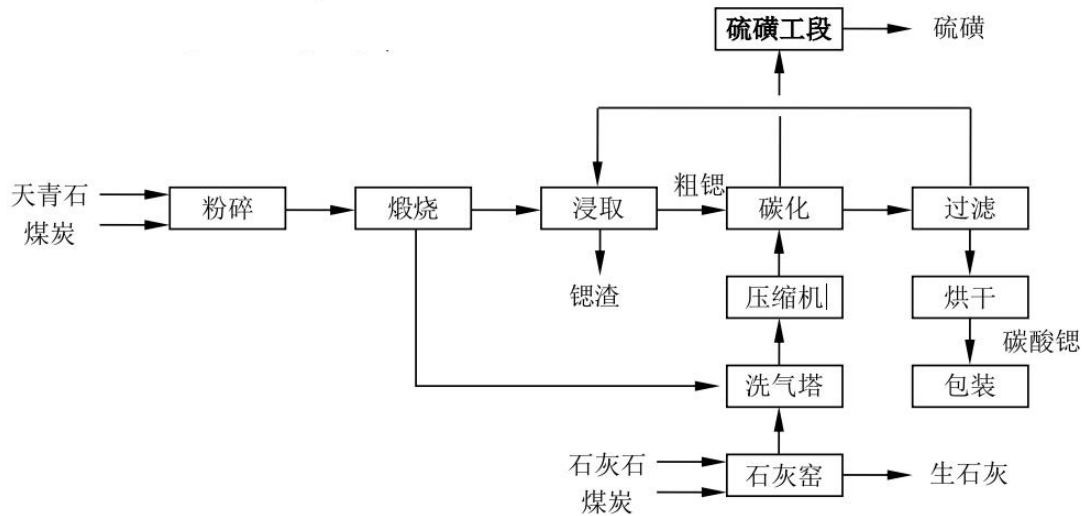 硫磺工段
硫磺
天青石
煤炭
粉碎
煅烧
浸取
粗锶
碳化
过滤
锶渣
压缩机
烘干
碳酸锶
洗气塔
包装
石灰石
煤炭
石灰窑
生石灰